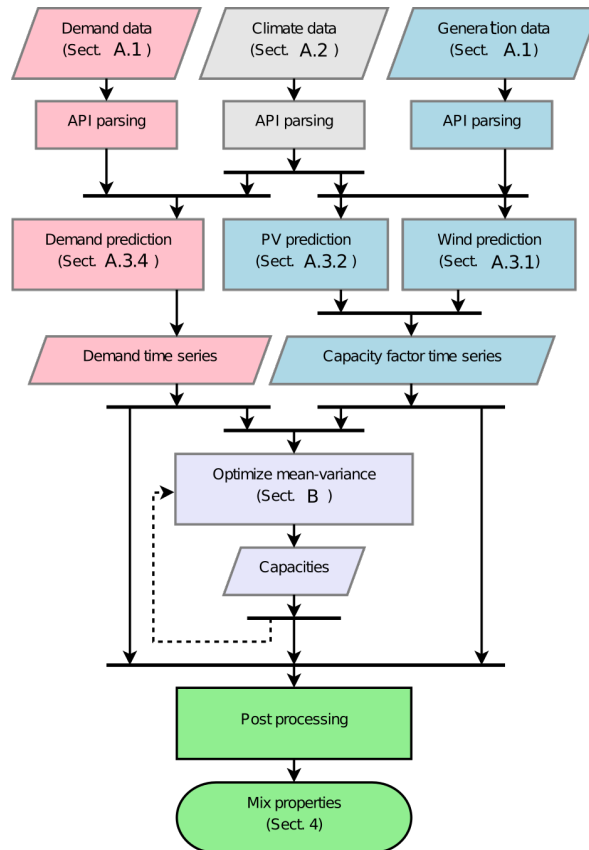 Demand data
(Sect. A.1 )
Climate data
(Sect. A.2 )
Generation data
(Sect. A.1)
API parsing
API parsing
API parsing
Demand prediction
(Sect. A.3.4 )
PV prediction
(Sect. A.3.2 )
Wind prediction
(Sect. A.3.1)
Demand time series
Capacity factor time series
Optimize mean-variance
(Sect. B )
Capacities
Post processing
Mix properties
(Sect. 4)